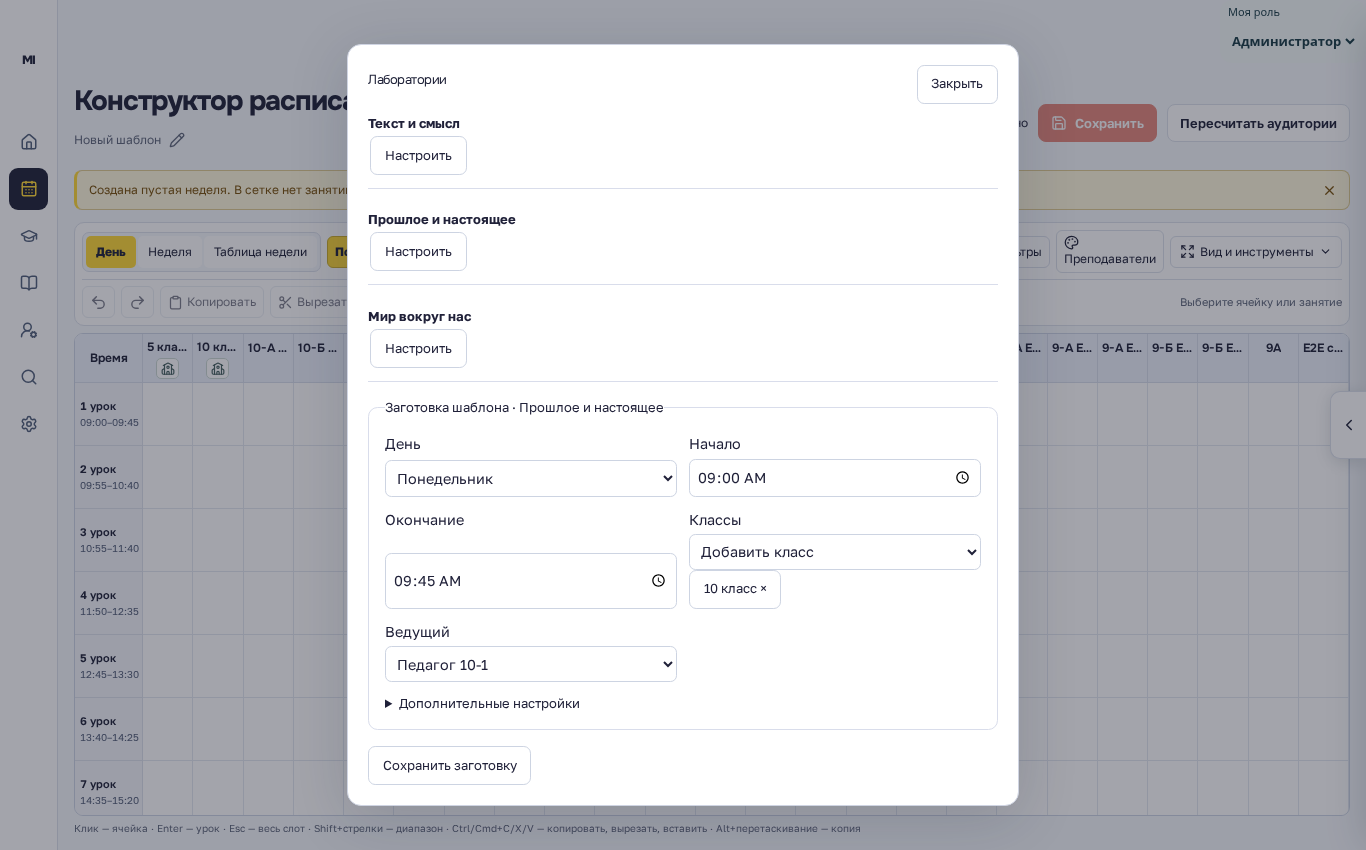 Моя роль
MI
Администратор
Лаборатории
Закрыть
Конструктор
Сохранить
Пересчитать аудитории
Новый шаблон
Текст и смысл
Настроить
Создана пустая неделя. В сетке нет
Прошлое и настоящее
День
Неделя
Таблица недели
Настроить
Преподаватели
Вид и инструменты
Копировать
Выберите ячейку или занятие
Мир вокруг нас
Настроить
Время
5 кла...
10 кл...
10-А ...
10-Б ...
А Е...
9-А Е...
9-А Е...
9-Б Е...
9-Б Е...
9А
E2E с...
1 урок
09:00–09:45
2 урок
09:55–10:40
3 урок
10:55–11:40
4 урок
11:50–12:35
5 урок
12:45–13:30
6 урок
13:40–14:25
7 урок
14:35–15:20
Заготовка шаблона · Прошлое и настоящее
День
Начало
Понедельник
09:00 AM
Окончание
Классы
Добавить класс
09:45 AM
10 класс ×
Ведущий
Педагог 10-1
Дополнительные настройки
Сохранить заготовку
Клик — ячейка · Enter — урок · Esc — весь слот · Shift+стрелки — диапазон · Ctrl/Cmd+C/X/V — копировать, вырезать, вставить · Alt+перетаскивание — копия